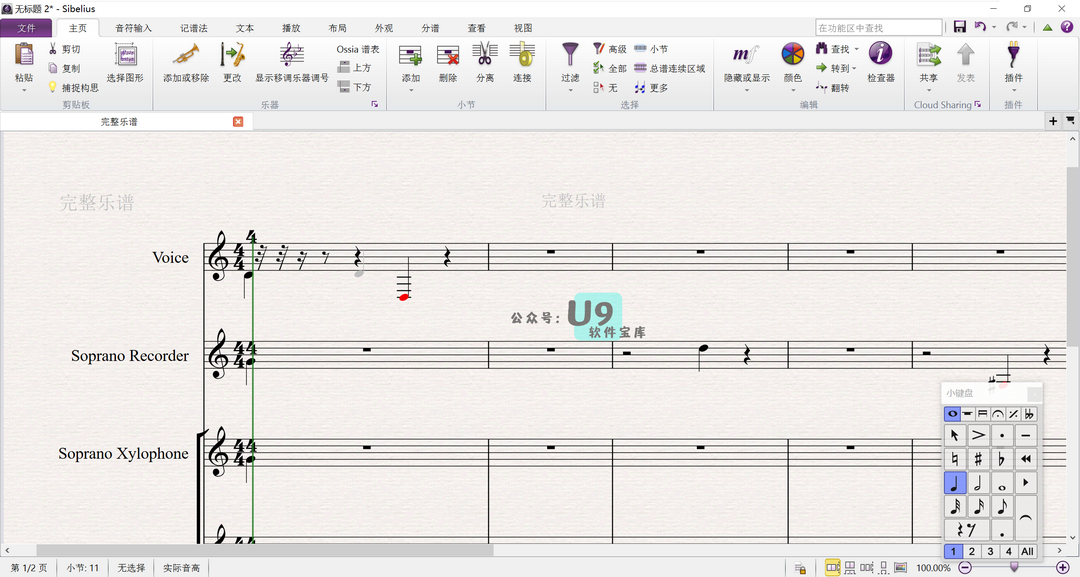 无标题 2* - Sibelius
文件 主页 音符输入 记谱法 文本 播放 布局 外观 分谱 查看 视图 在功能区中查找
粘贴 剪切 复制 捕捉构思 选择图形
添加或移除 更改 显示移调乐器调号 Ossia 谱表 上方 下方
添加 删除 分离 连接
过滤 高级 全部 无 小节 总谱连续区域 更多
隐藏或显示 颜色 查找 转到 翻转 检查器
共享 发表 插件
剪贴板 乐器 小节 选择 编辑 Cloud Sharing 插件
完整乐谱
完整乐谱 完整乐谱
Voice
公众号：U9
软件宝库
Soprano Recorder
小键盘
Soprano Xylophone
1 2 3 4 All
第 1/2 页 小节: 11 无选择 实际音高 100.00%